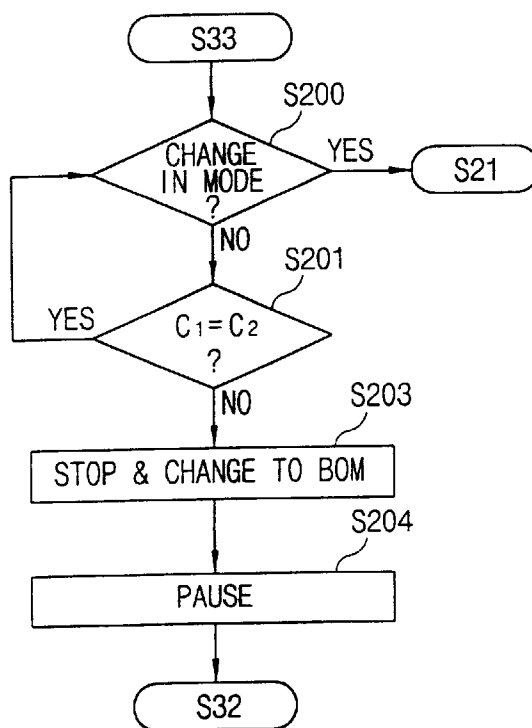 S33
S200
CHANGE
IN MODE
?
YES
S21
NO
S201
YES
C₁=C₂
?
NO
S203
STOP & CHANGE TO BOM
S204
PAUSE
S32